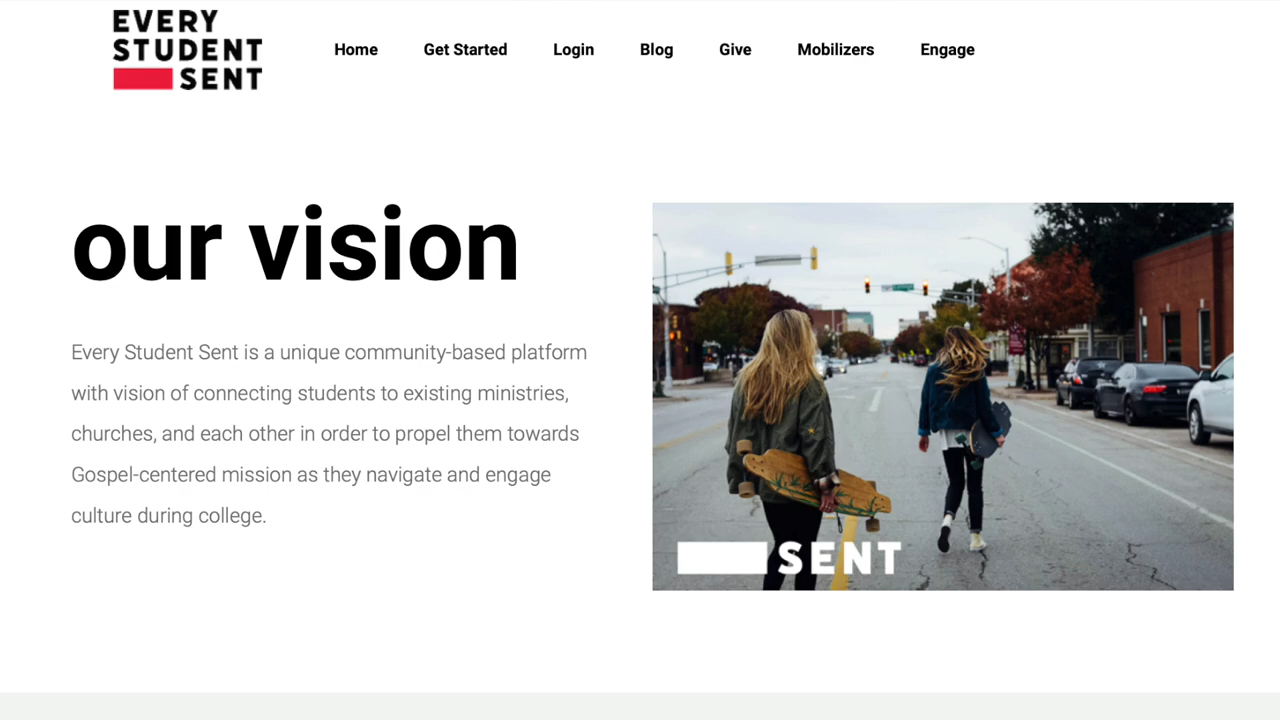 EVERY
STUDENT
SENT
Home Get Started Login Blog Give Mobilizers Engage
our vision
Every Student Sent is a unique community-based platform
with vision of connecting students to existing ministries,
churches, and each other in order to propel them towards
Gospel-centered mission as they navigate and engage
culture during college.
SENT